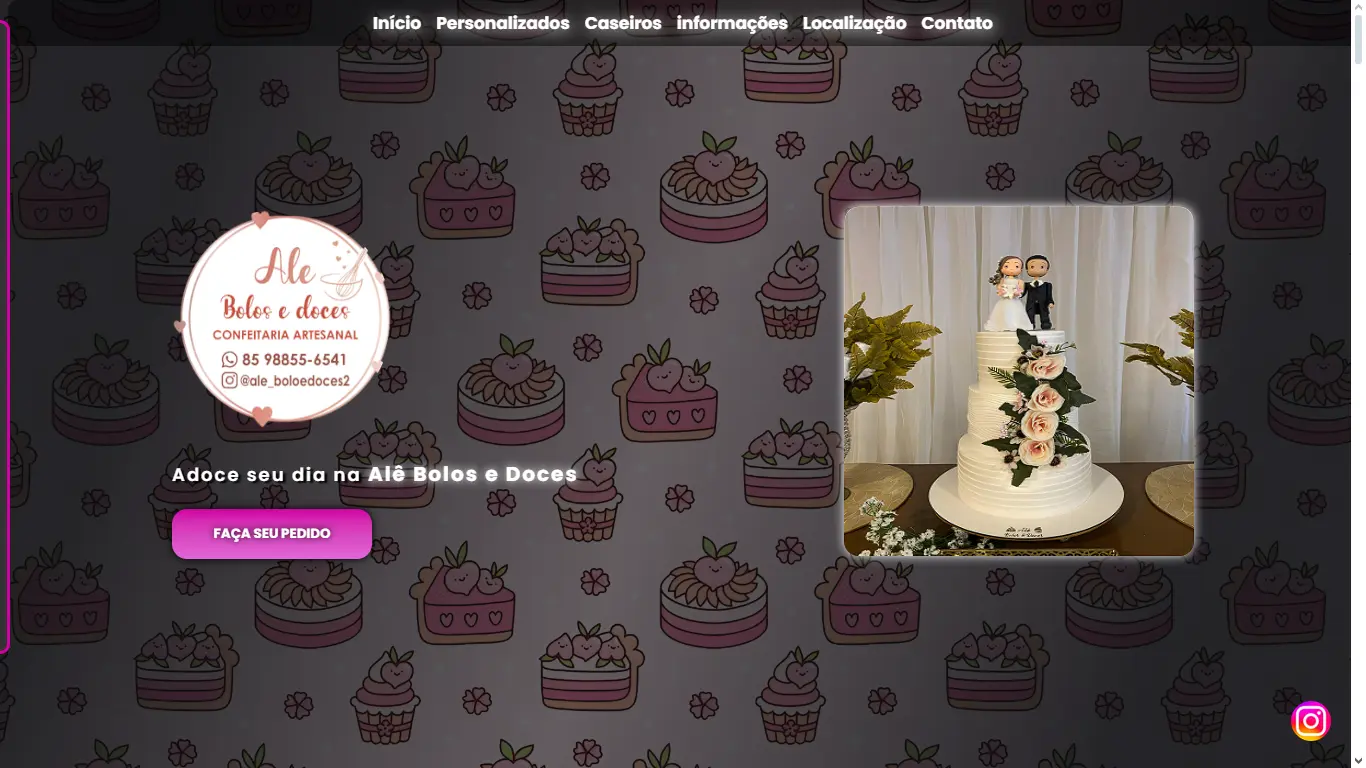 Início Personalizados Caseiros informações Localização Contato
Ale
Bolos e doces
CONFEITARIA ARTESANAL
85 98855-6541
@ale_boloedoces2
Adoce seu dia na Alê Bolos e Doces
FAÇA SEU PEDIDO